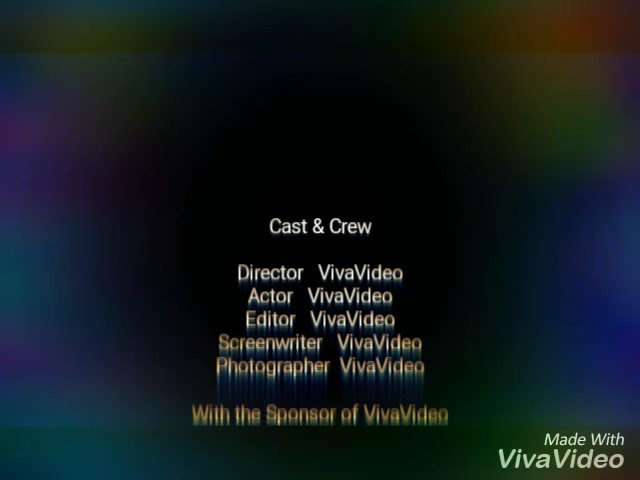 Cast & Crew
Director VivaVideo
Actor VivaVideo
Editor VivaVideo
Screenwriter VivaVideo
Photographer VivaVideo
With the Sponsor of VivaVideo
Made With
VivaVideo